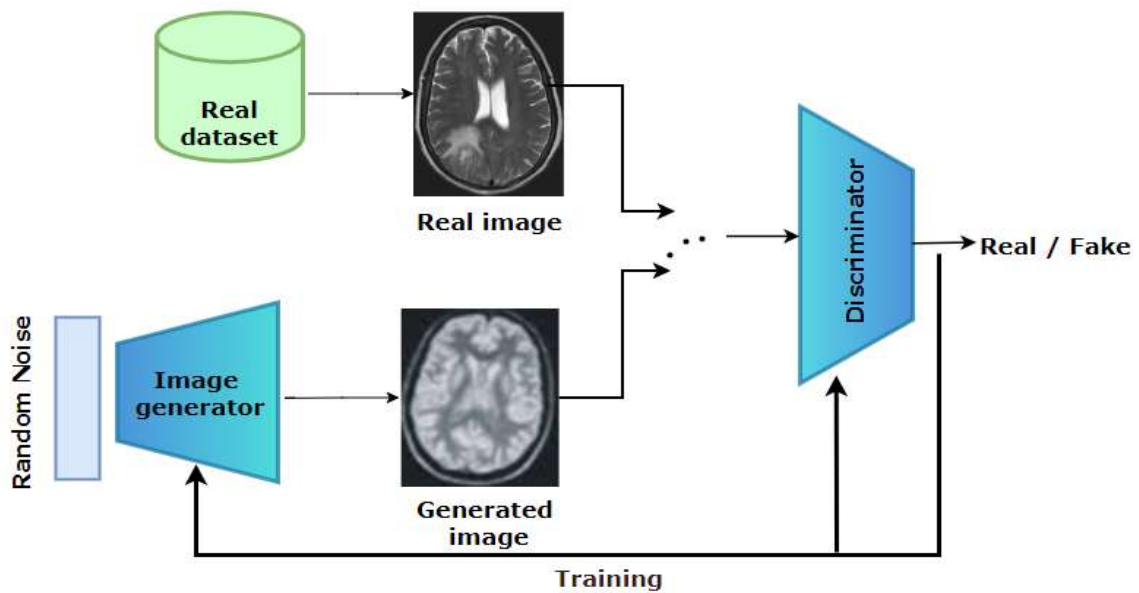 Real
dataset
Real image
Discriminator
Real / Fake
Random Noise
Image
generator
Generated
image
Training